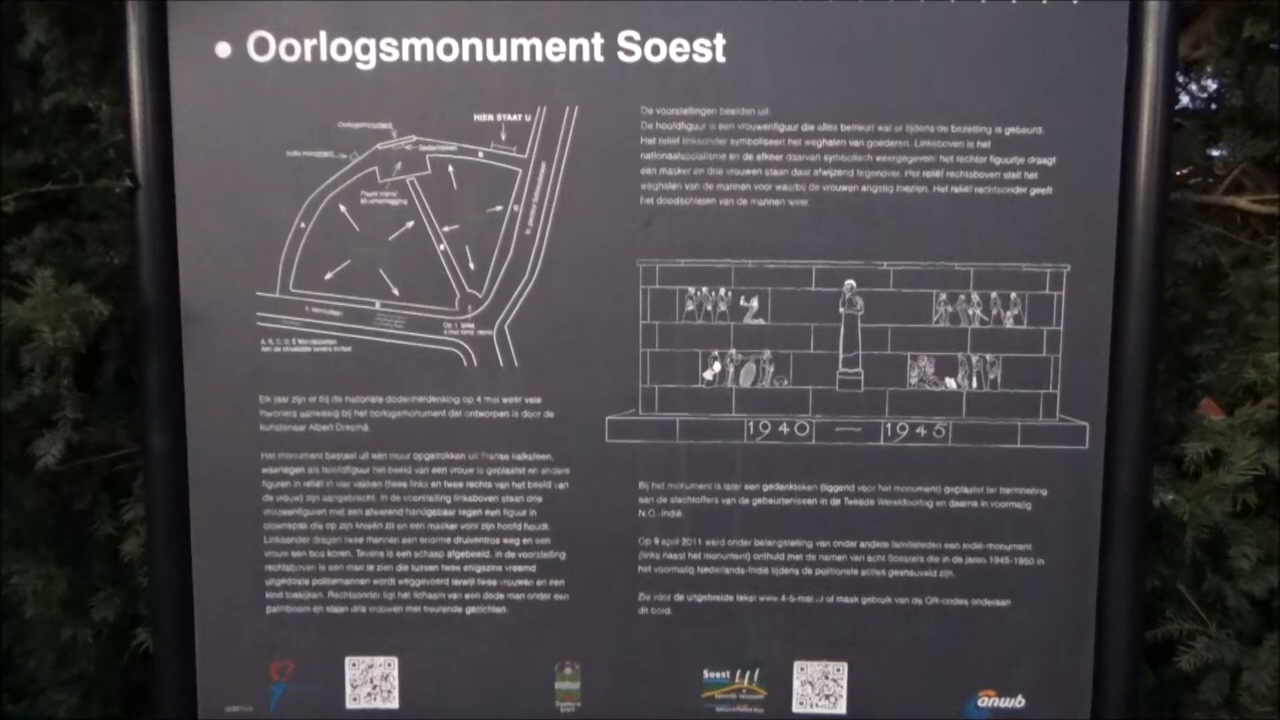 Oorlogsmonument Soest
HIER STAAT U
Oorlogsmonument
Indië monument
A, B, C, D, E
Elk jaar zijn er bij de nationale dodenherdenking op 4 mei weer vele
inwoners aanwezig bij het oorlogsmonument dat ontworpen is door de
kunstenaar Albert Dresmé.
Het monument bestaat uit een muur opgetrokken uit Franse kalksteen,
waartegen als hoofdfiguur het beeld van een vrouw is geplaatst en andere
figuren in reliëf in vier vakken (twee links en twee rechts van het beeld van
de vrouw) zijn aangebracht. In de voorstelling linksboven staan drie
vrouwenfiguren met een afwerend handgebaar tegen een figuur in
clownspak die op zijn knieën zit en een masker voor zijn hoofd houdt.
Linksonder dragen twee mannen een enorme druiventros weg en een
vrouw een bos koren. Tevens is een schaap afgebeeld. In de voorstelling
rechtsboven is een man te zien die tussen twee enigszins vreemd
uitgedoste politiemannen wordt weggevoerd terwijl twee vrouwen en een
kind toekijken. Rechtsonder ligt het lichaam van een dode man onder een
palmboom en staan drie vrouwen met treurende gezichten.
De voorstellingen beelden uit:
De hoofdfiguur is een vrouwenfiguur die alles betreurt wat er tijdens de bezetting is gebeurd.
Het reliëf linksonder symboliseert het weghalen van goederen. Linksboven is het
nationaalsocialisme en de afkeer daarvan symbolisch weergegeven: het rechter figuurtje draagt
een masker en drie vrouwen staan daar afwijzend tegenover. Het reliëf rechtsboven stelt het
weghalen van de mannen voor waarbij de vrouwen angstig toezien. Het reliëf rechtsonder geeft
het doodschieten van de mannen weer.
1940 — 1945
Bij het monument is later een gedenkteken (liggend voor het monument) geplaatst ter herinnering
aan de slachtoffers van de gebeurtenissen in de Tweede Wereldoorlog en daarna in voormalig
N.O.-Indië.
Op 9 april 2011 werd onder belangstelling van onder andere familieleden een Indië-monument
(links naast het monument) onthuld met de namen van acht Soesters die in de jaren 1945-1950 in
het voormalig Nederlands-Indië tijdens de politionele acties gesneuveld zijn.
Zie voor de uitgebreide tekst www.4-5-mei.nl of maak gebruik van de QR-codes onderaan
dit bord.
Soest
anwb